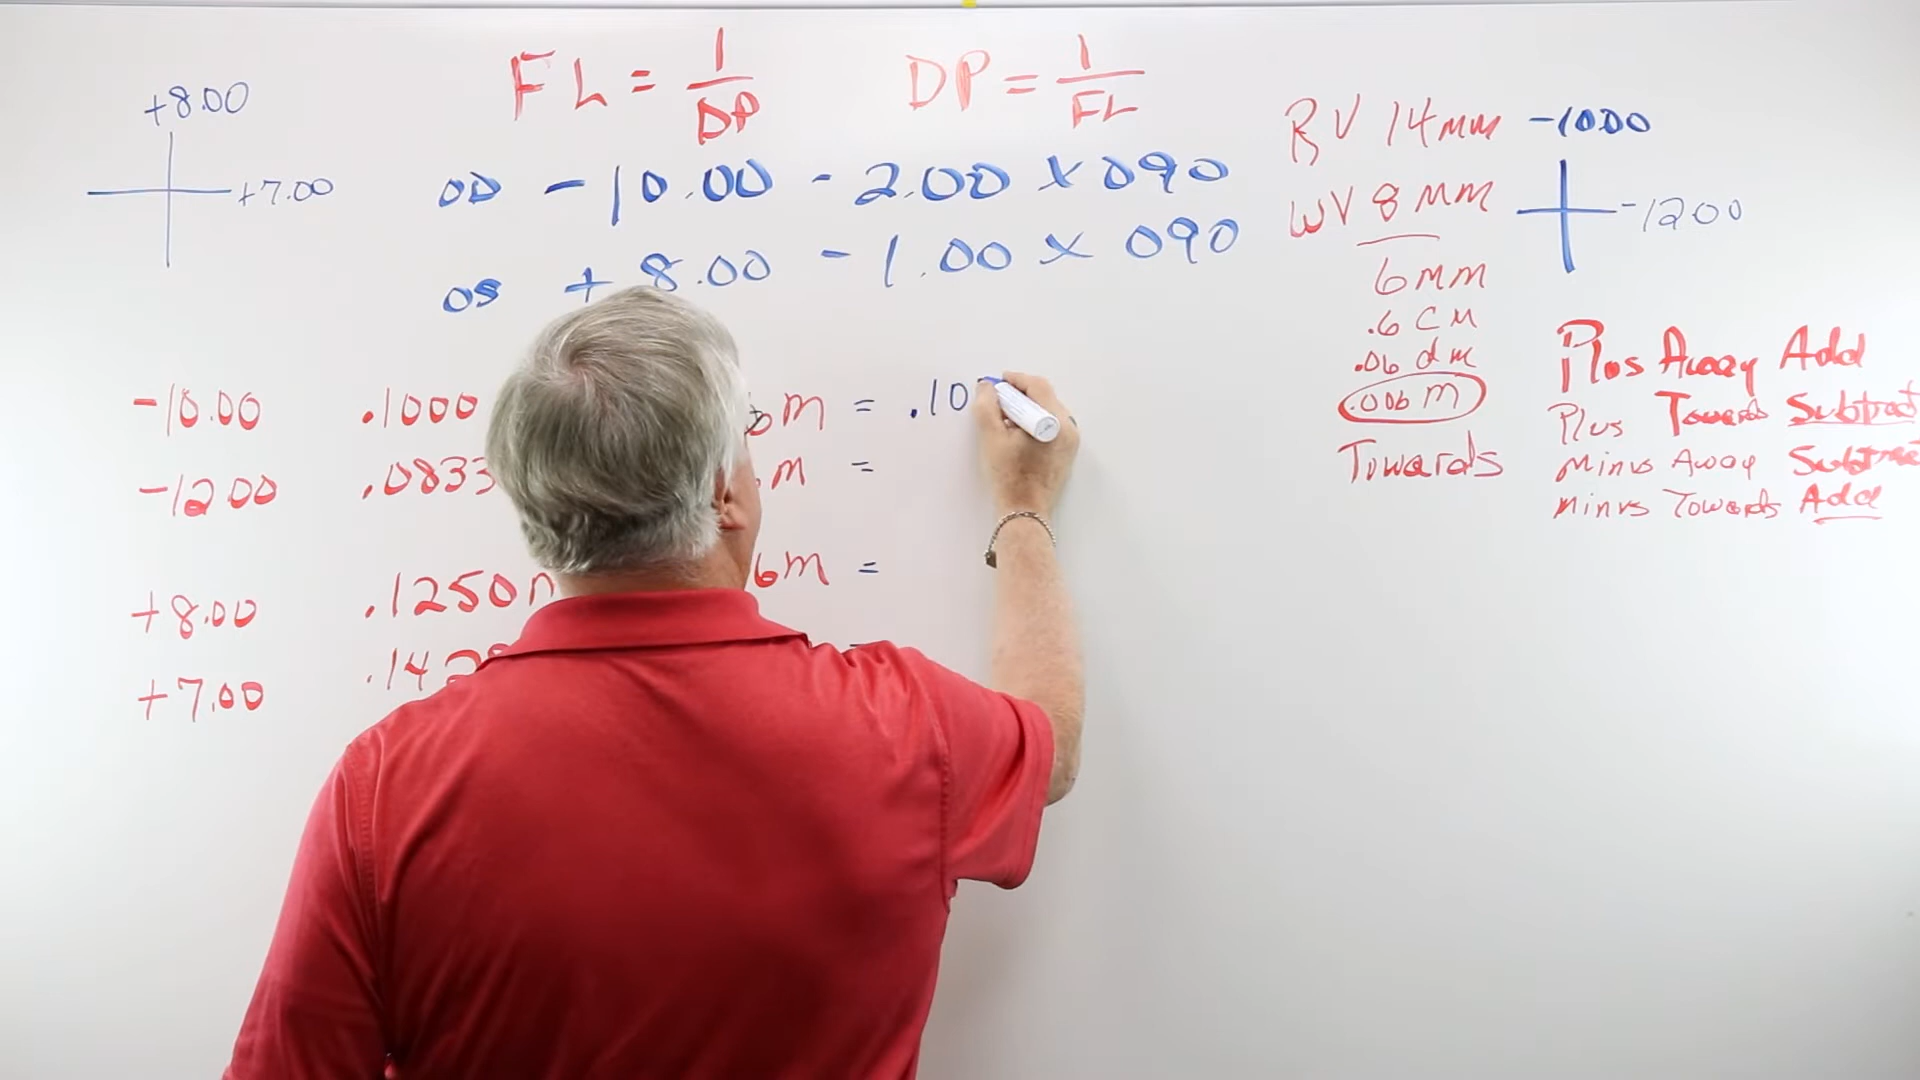 FL = 1/DP
DP = 1/FL
+8.00
+7.00
OD -10.00 - 2.00 x 090
OS + 8.00 - 1.00 x 090
RV 14mm
WV 8mm
6mm
.6 cm
.06 dm
.006 m
Towards
-1000
-1200
Plus Away Add
Plus Towards Subtract
Minus Away Subtract
Minus Towards Add
-10.00 .1000 m = .10
-1200 .0833 m =
+8.00 .1250 6m =
+7.00 .142